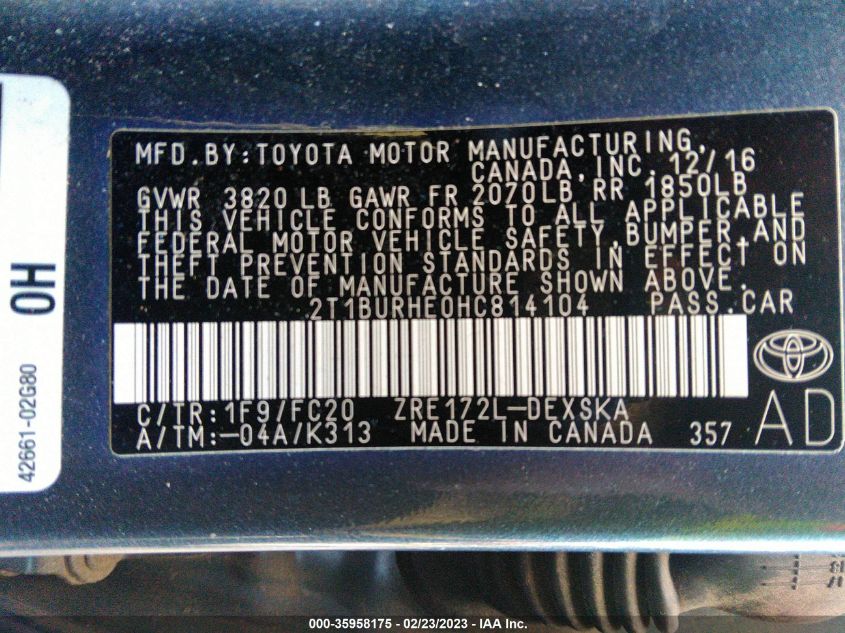 MFD.BY:TOYOTA MOTOR MANUFACTURING,
CANADA,INC. 12/16
GVWR 3820 LB GAWR FR 2070LB RR 1850LB
THIS VEHICLE CONFORMS TO ALL APPLICABLE
FEDERAL MOTOR VEHICLE SAFETY,BUMPER,AND
THEFT PREVENTION STANDARDS IN EFFECT ON
THE DATE OF MANUFACTURE SHOWN ABOVE.
2T1BURHE0HC814104 PASS.CAR
C/TR:1F9/FC20 ZRE172L-DEXSKA
A/TM:-04A/K313 MADE IN CANADA 357
AD
0H
42661-02G80
000-35958175 - 02/23/2023 - IAA Inc.